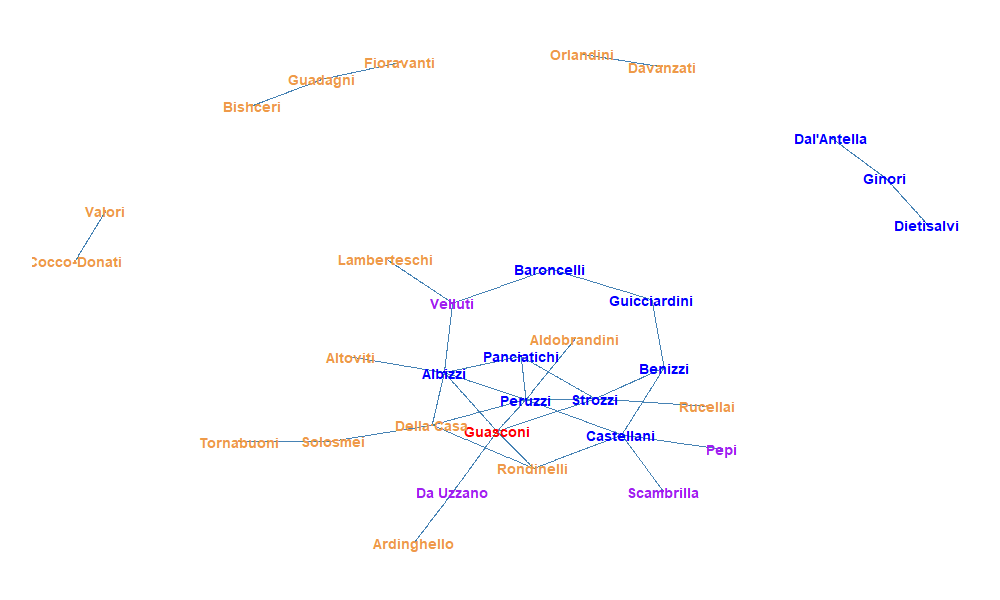 Orlandini
Fioravanti
Davanzati
Guadagni
Bishceri
Dal'Antella
Ginori
Valori
Dietisalvi
Cocco-Donati
Lamberteschi
Baroncelli
Guicciardini
Velluti
Aldobrandini
Altoviti
Panciatichi
Benizzi
Albizzi
Peruzzi
Strozzi
Rucellai
Della Casa
Guasconi
Castellani
Tornabuoni
Solosmei
Pepi
Rondinelli
Da Uzzano
Scambrilla
Ardinghello